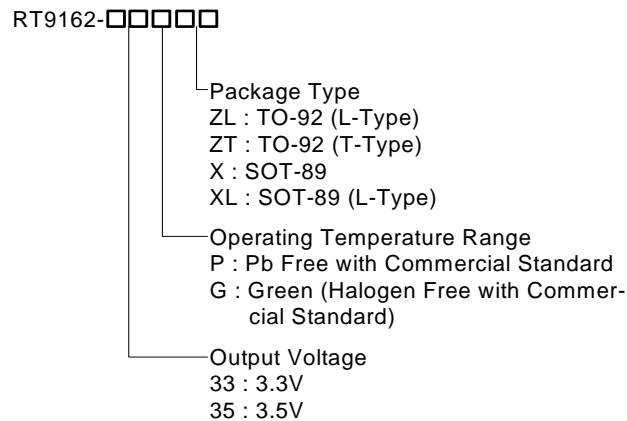 RT9162-□□□□□
Package Type
ZL : TO-92 (L-Type)
ZT : TO-92 (T-Type)
X : SOT-89
XL : SOT-89 (L-Type)
Operating Temperature Range
P : Pb Free with Commercial Standard
G : Green (Halogen Free with Commer-
cial Standard)
Output Voltage
33 : 3.3V
35 : 3.5V